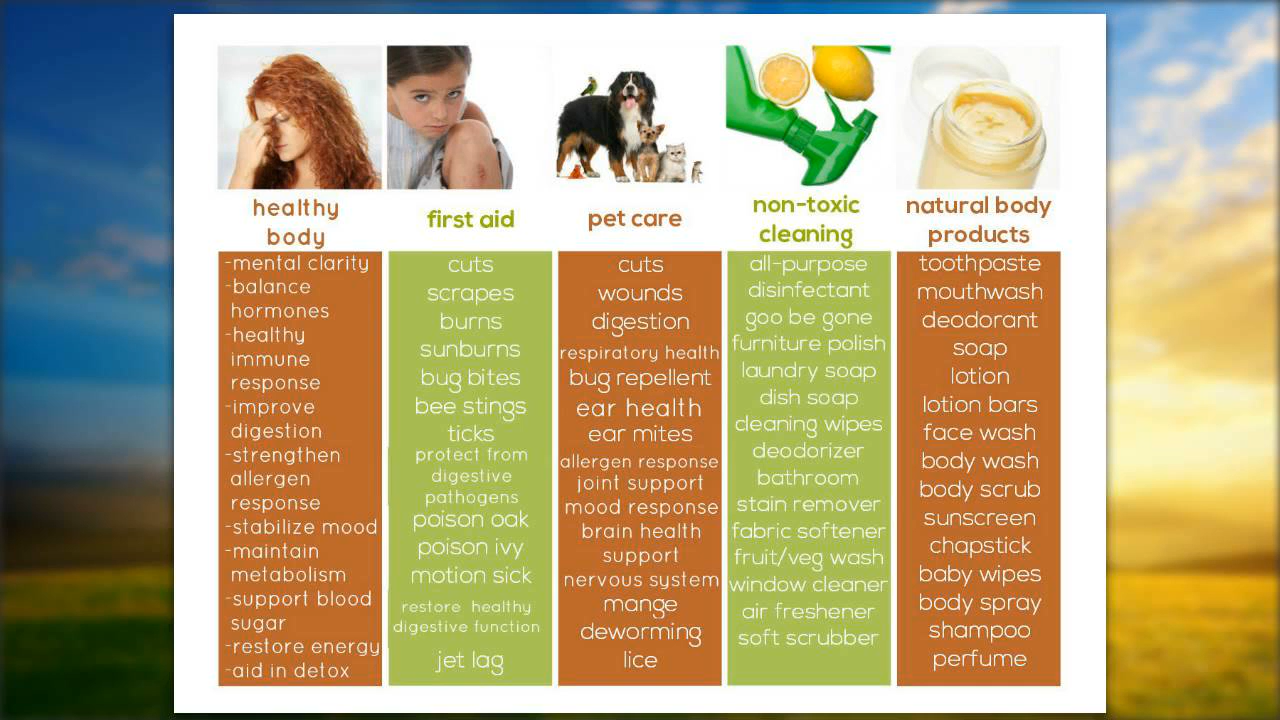 healthy
body
-mental clarity
-balance
hormones
-healthy
immune
response
-improve
digestion
-strengthen
allergen
response
-stabilize mood
-maintain
metabolism
-support blood
sugar
-restore energy
-aid in detox
first aid
cuts
scrapes
burns
sunburns
bug bites
bee stings
ticks
protect from
digestive
pathogens
poison oak
poison ivy
motion sick
restore healthy
digestive function
jet lag
pet care
cuts
wounds
digestion
respiratory health
bug repellent
ear health
ear mites
allergen response
joint support
mood response
brain health
support
nervous system
mange
deworming
lice
non-toxic
cleaning
all-purpose
disinfectant
goo be gone
furniture polish
laundry soap
dish soap
cleaning wipes
deodorizer
bathroom
stain remover
fabric softener
fruit/veg wash
window cleaner
air freshener
soft scrubber
natural body
products
toothpaste
mouthwash
deodorant
soap
lotion
lotion bars
face wash
body wash
body scrub
sunscreen
chapstick
baby wipes
body spray
shampoo
perfume